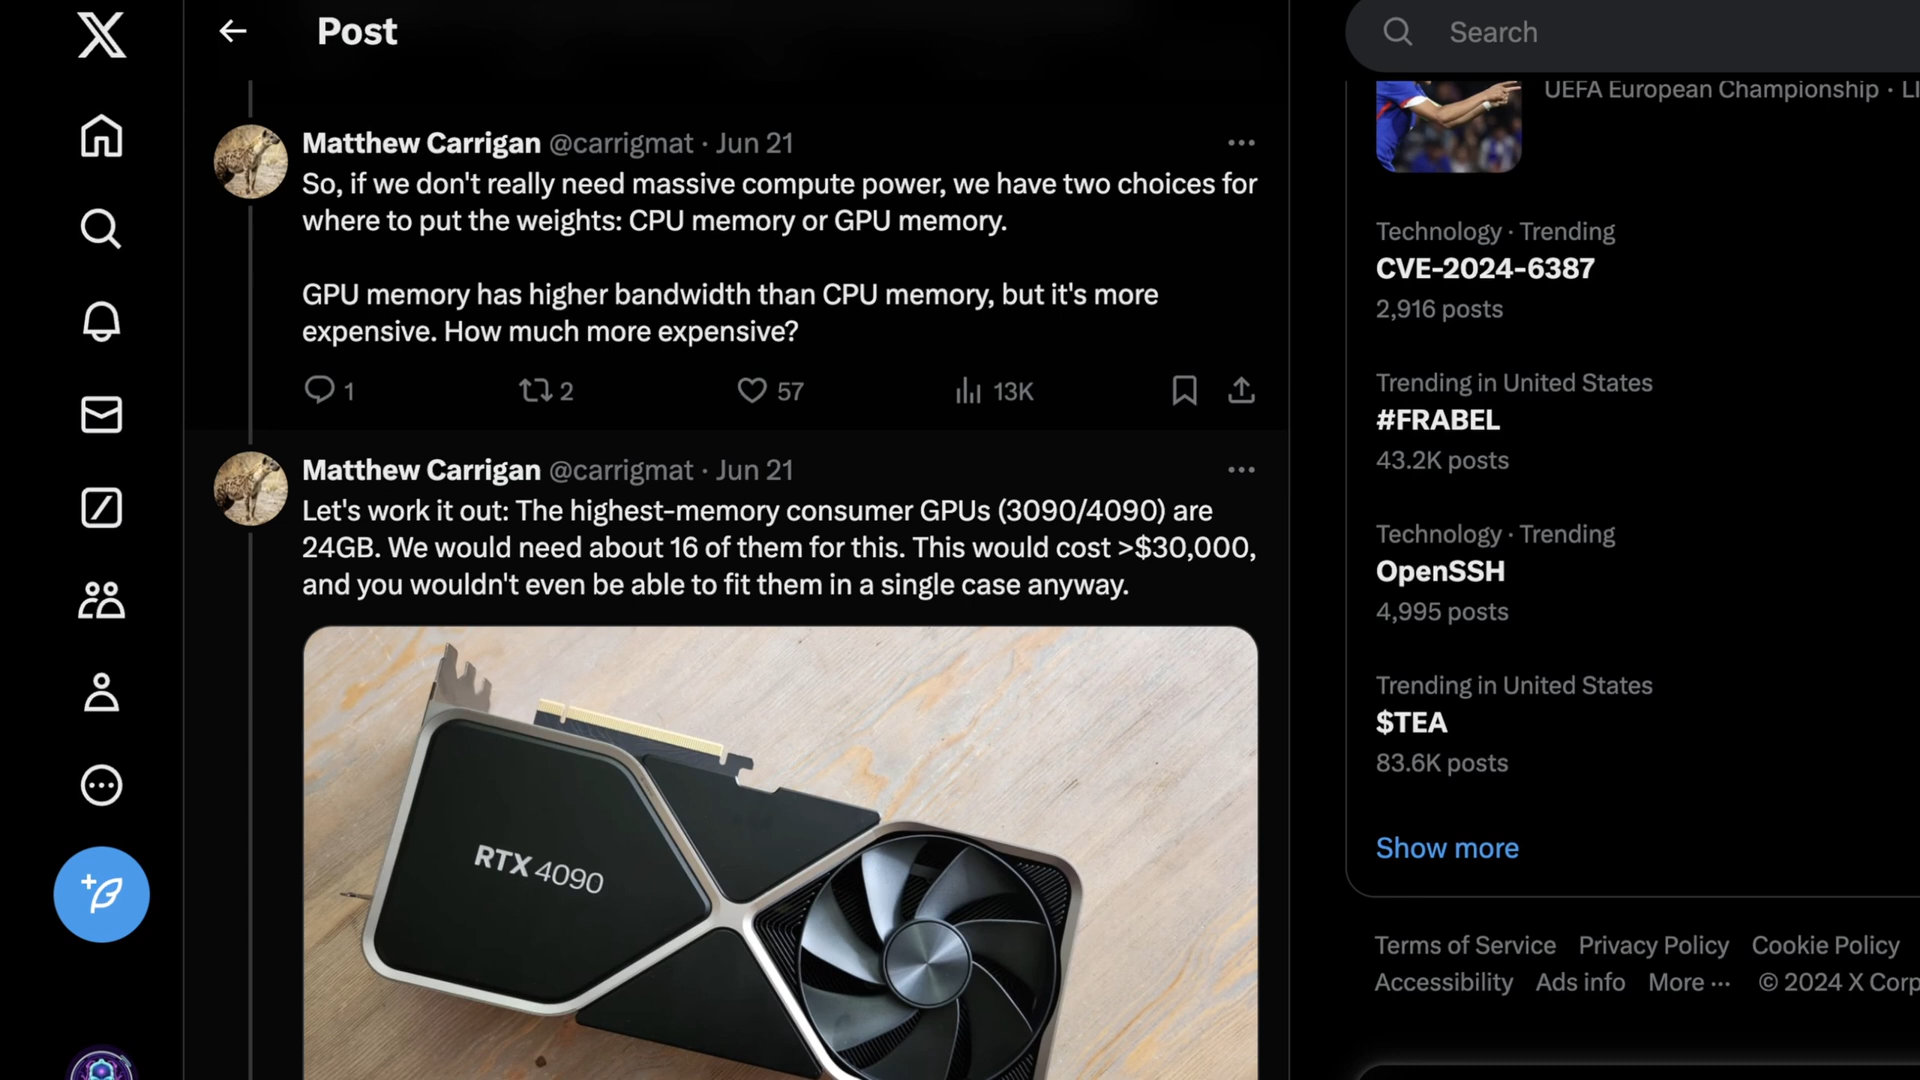 Post
Matthew Carrigan @carrigmat · Jun 21
So, if we don't really need massive compute power, we have two choices for
where to put the weights: CPU memory or GPU memory.
GPU memory has higher bandwidth than CPU memory, but it's more
expensive. How much more expensive?
1
2
57
13K
Matthew Carrigan @carrigmat · Jun 21
Let's work it out: The highest-memory consumer GPUs (3090/4090) are
24GB. We would need about 16 of them for this. This would cost >$30,000,
and you wouldn't even be able to fit them in a single case anyway.
RTX 4090
Search
UEFA European Championship · LI
Technology · Trending
CVE-2024-6387
2,916 posts
Trending in United States
#FRABEL
43.2K posts
Technology · Trending
OpenSSH
4,995 posts
Trending in United States
$TEA
83.6K posts
Show more
Terms of Service Privacy Policy Cookie Policy
Accessibility Ads info More ··· © 2024 X Corp